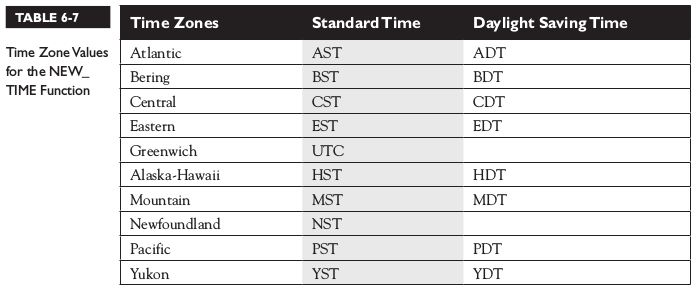 TABLE 6-7
Time Zone Values
for the NEW_
TIME Function
Time Zones Standard Time Daylight Saving Time
Atlantic AST ADT
Bering BST BDT
Central CST CDT
Eastern EST EDT
Greenwich UTC
Alaska-Hawaii HST HDT
Mountain MST MDT
Newfoundland NST
Pacific PST PDT
Yukon YST YDT